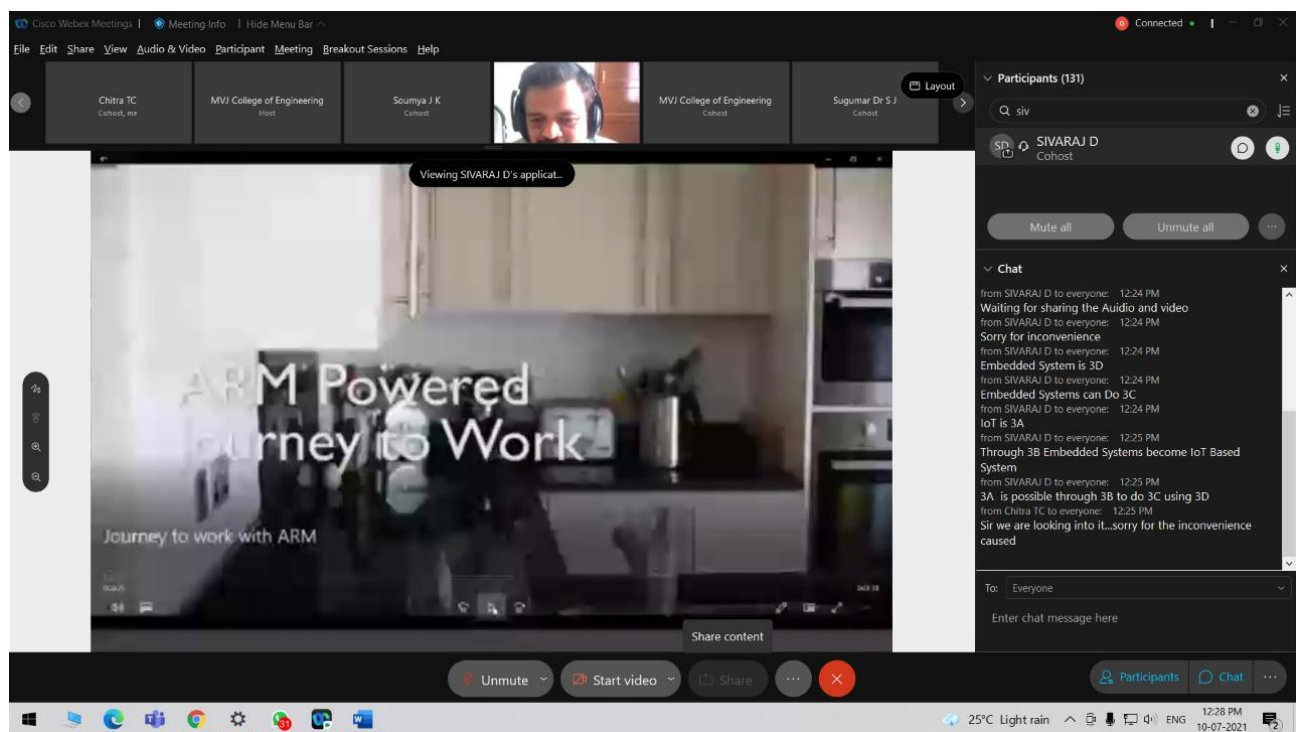 Cisco Webex Meetings | Meeting Info | Hide Menu Bar
Connected
File Edit Share View Audio & Video Participant Meeting Breakout Sessions Help
Chitra TC
Cohost, me
MVJ College of Engineering
Host
Soumya J K
Cohost
MVJ College of Engineering
Cohost
Sugumar Dr S J
Cohost
Layout
Viewing SIVARAJ D's applicat...
ARM Powered
Journey to Work
Journey to work with ARM
Share content
Participants (131)
siv
SD
SIVARAJ D
Cohost
Mute all
Unmute all
Chat
from SIVARAJ D to everyone: 12:24 PM
Waiting for sharing the Auidio and video
from SIVARAJ D to everyone: 12:24 PM
Sorry for inconvenience
from SIVARAJ D to everyone: 12:24 PM
Embedded System is 3D
from SIVARAJ D to everyone: 12:24 PM
Embedded Systems can Do 3C
from SIVARAJ D to everyone: 12:24 PM
IoT is 3A
from SIVARAJ D to everyone: 12:25 PM
Through 3B Embedded Systems become IoT Based
System
from SIVARAJ D to everyone: 12:25 PM
3A is possible through 3B to do 3C using 3D
from Chitra TC to everyone: 12:25 PM
Sir we are looking into it...sorry for the inconvenience
caused
To: Everyone
Enter chat message here
Unmute
Start video
Share
Participants
Chat
31
25°C Light rain
ENG
12:28 PM
10-07-2021
2